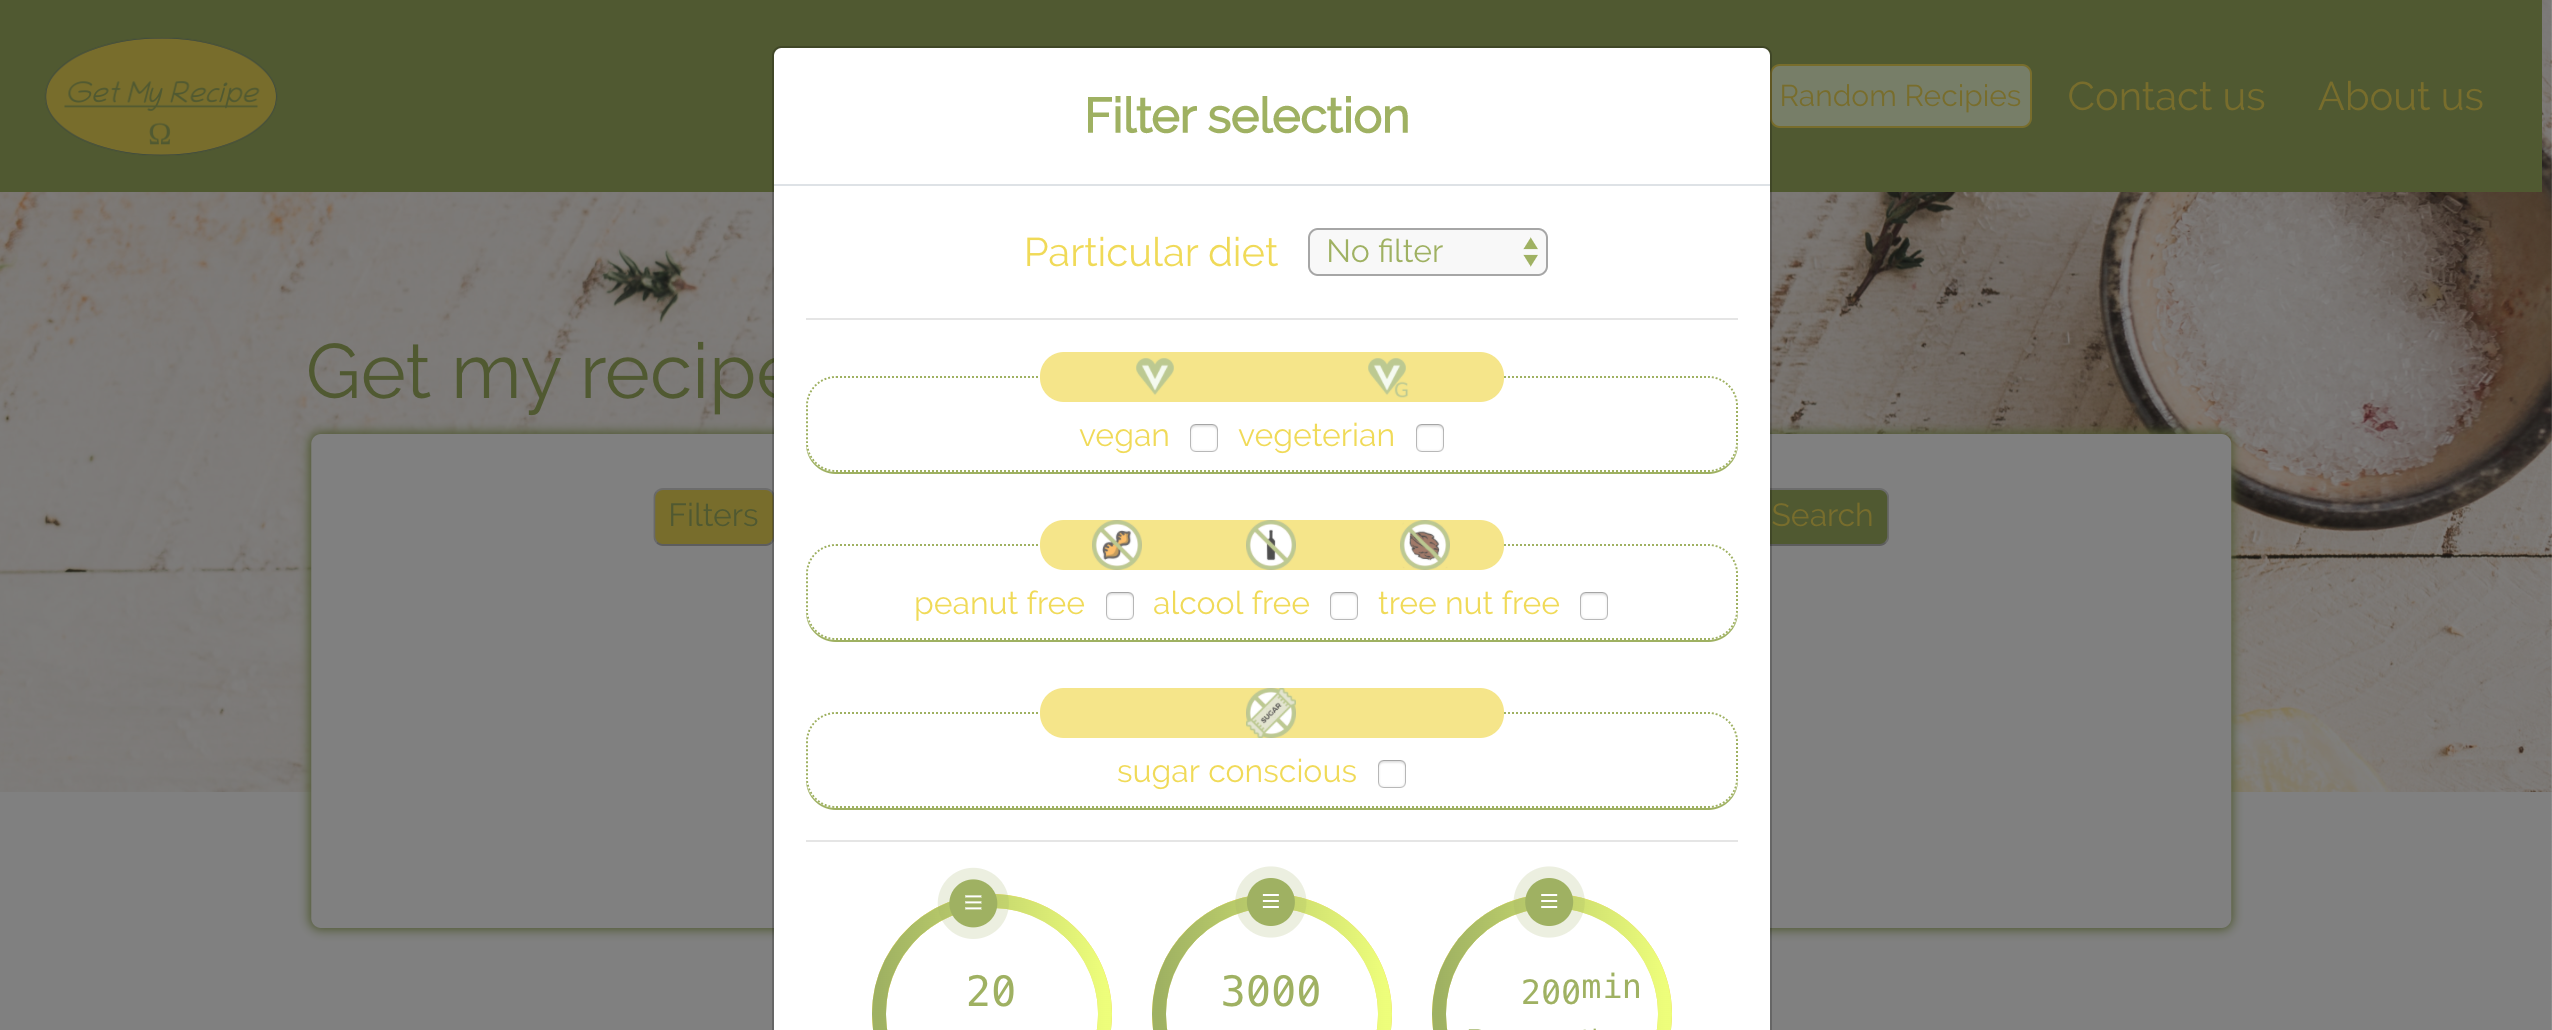 Get My Recipe
Ω
Random Recipies
Contact us
About us
Filter selection
Particular diet
No filter
Get my recipe
G
vegan
vegeterian
Filters
Search
peanut free
alcool free
tree nut free
SUGAR
sugar conscious
20
3000
200min